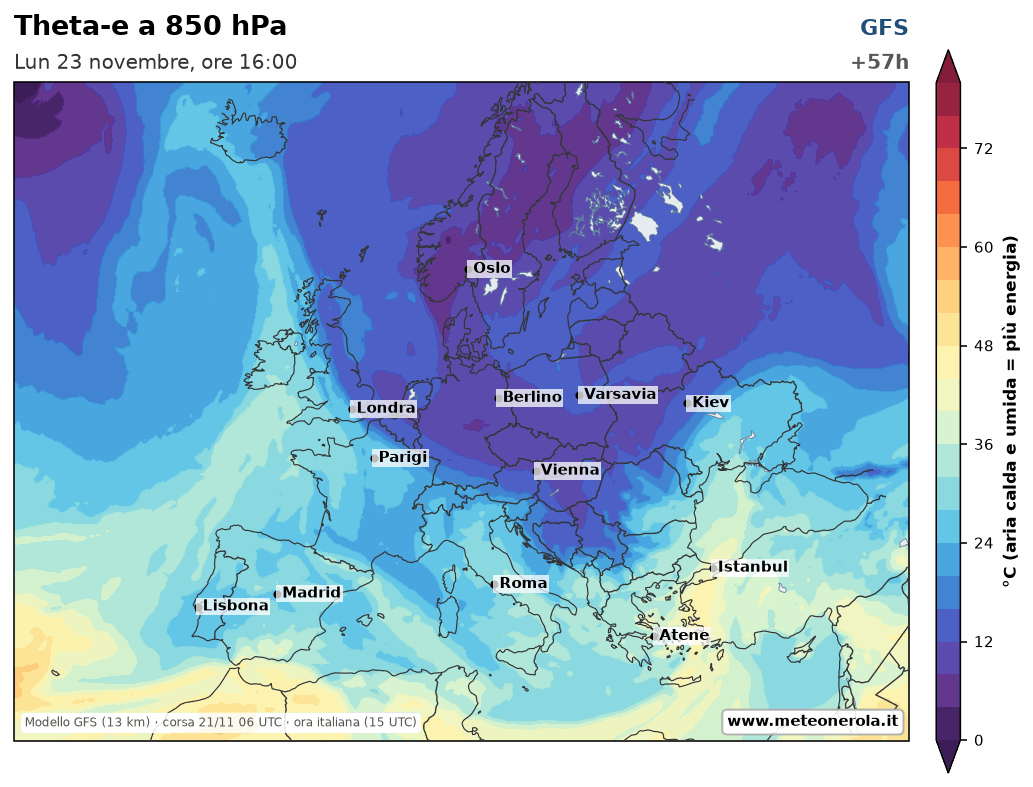 Theta-e a 850 hPa
GFS
Lun 23 novembre, ore 16:00
+57h
72
60
48
36
24
12
0
°C (aria calda e umida = più energia)
Oslo
Berlino
Varsavia
Kiev
Londra
Parigi
Vienna
Istanbul
Roma
Madrid
Lisbona
Atene
Modello GFS (13 km) · corsa 21/11 06 UTC · ora italiana (15 UTC)
www.meteonerola.it